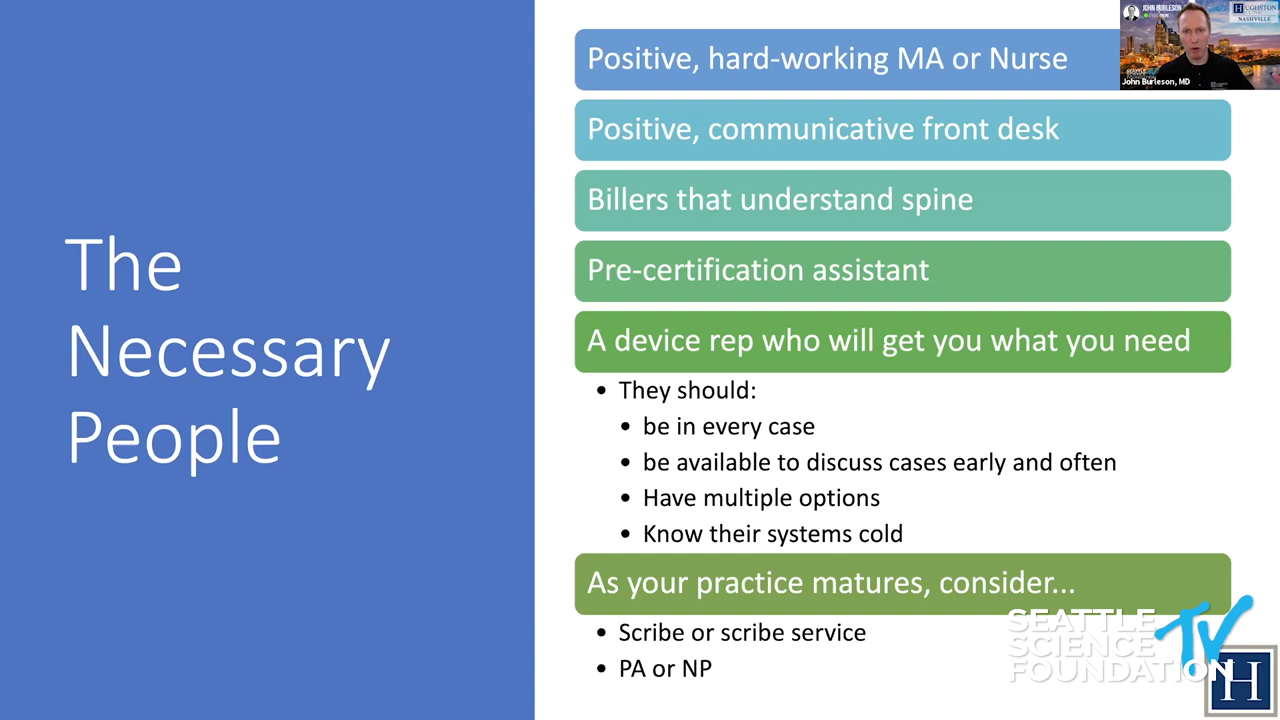 The
Necessary
People
Positive, hard-working MA or Nurse
Positive, communicative front desk
Billers that understand spine
Pre-certification assistant
A device rep who will get you what you need
• They should:
• be in every case
• be available to discuss cases early and often
• Have multiple options
• Know their systems cold
As your practice matures, consider...
• Scribe or scribe service
• PA or NP
JOHN BURLESON
HUGHSTON
NASHVILLE
John Burleson, MD
SEATTLE
SCIENCE
FOUNDATION
TV
H